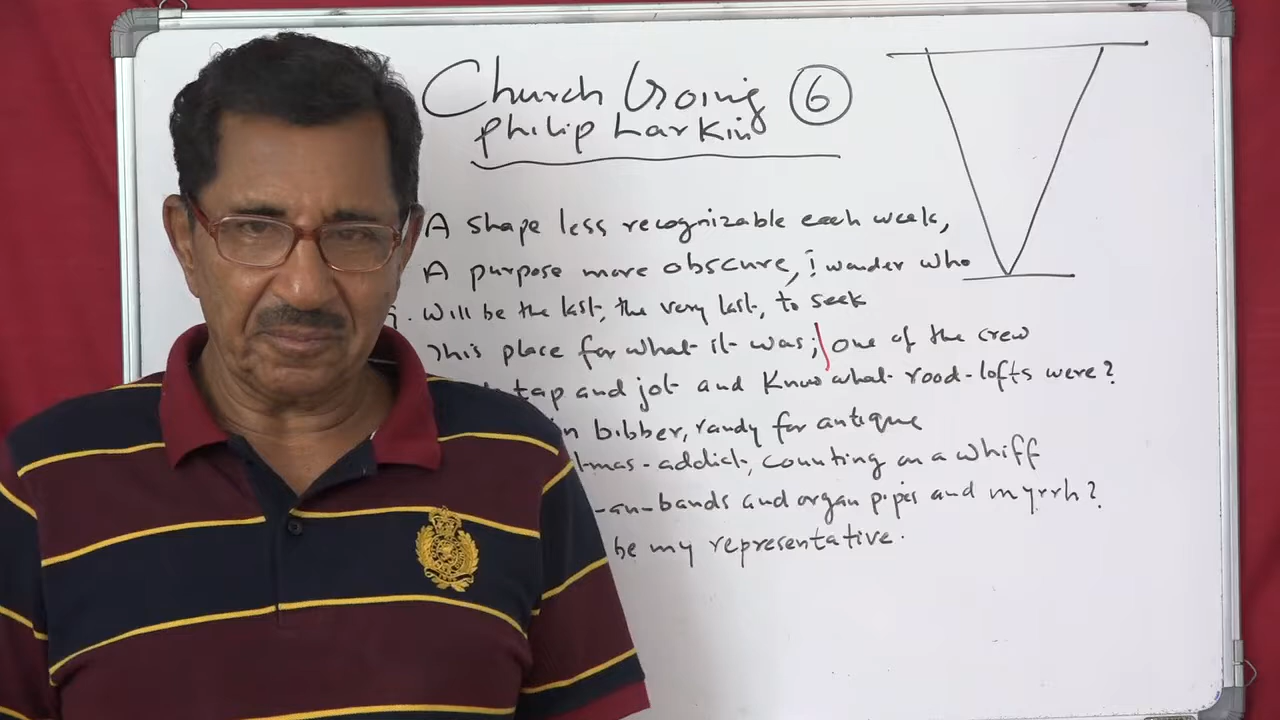 Church Going 6
Philip Larkin
A shape less recognizable each week,
A purpose more obscure, i wonder who
will be the last, the very last, to seek
This place for what it was; one of the crew
tap and jot and know what rood-lofts were?
bibber, randy for antique
mas-addict, counting on a whiff
-an-bands and organ pipes and myrrh?
be my representative.